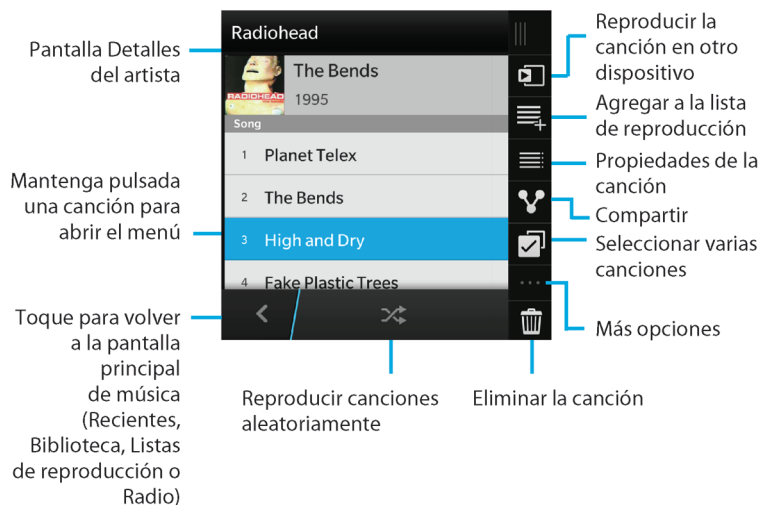 Pantalla Detalles
del artista
Mantenga pulsada
una canción para
abrir el menú
Toque para volver
a la pantalla
principal
de música
(Recientes,
Biblioteca, Listas
de reproducción o
Radio)
Radiohead
The Bends
1995
RADIOHEAD
Song
1 Planet Telex
2 The Bends
3 High and Dry
4 Fake Plastic Trees
Reproducir canciones
aleatoriamente
Eliminar la canción
Reproducir la
canción en otro
dispositivo
Agregar a la lista
de reproducción
Propiedades de la
canción
Compartir
Seleccionar varias
canciones
Más opciones